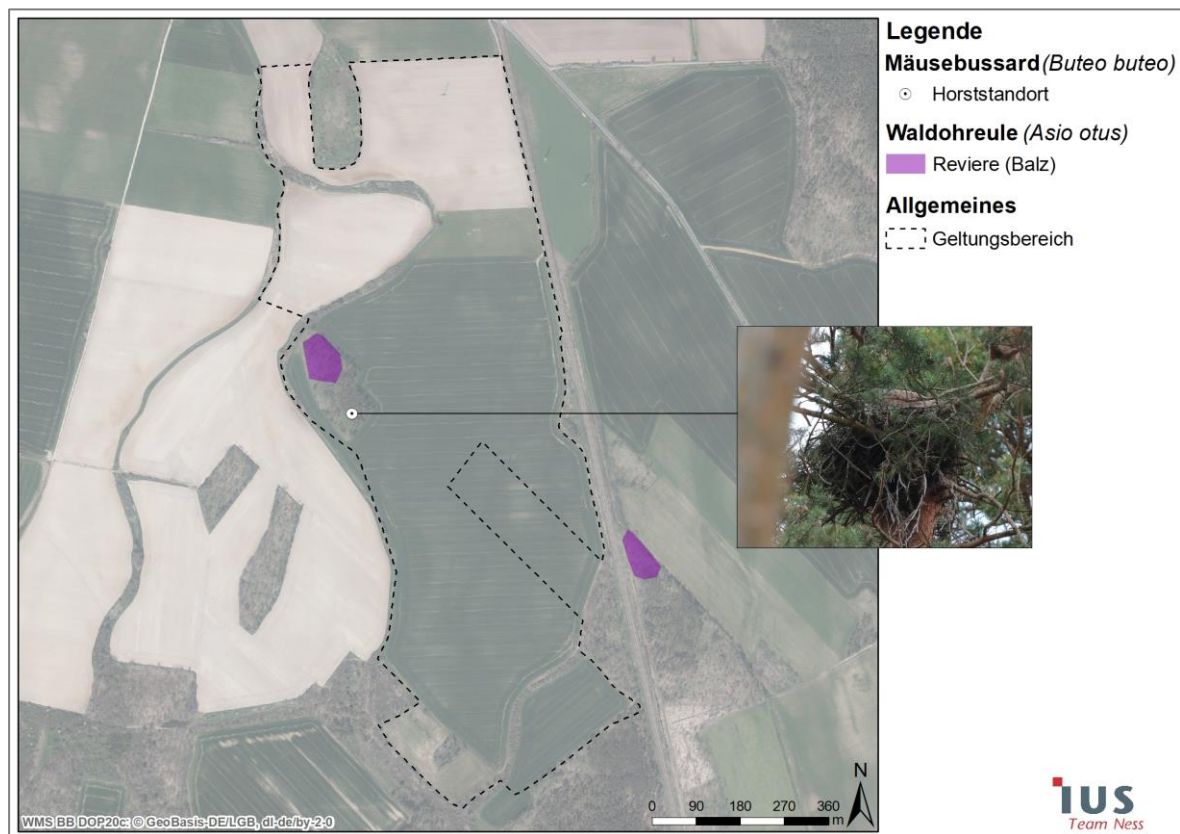 Legende
Mäusebussard (Buteo buteo)
Horststandort
Waldohreule (Asio otus)
Reviere (Balz)
Allgemeines
Geltungsbereich
N
0 90 180 270 360
m
WMS BB DOP20c: © GeoBasis-DE/LGB, dl-de/by-2-0
IUS
Team Ness